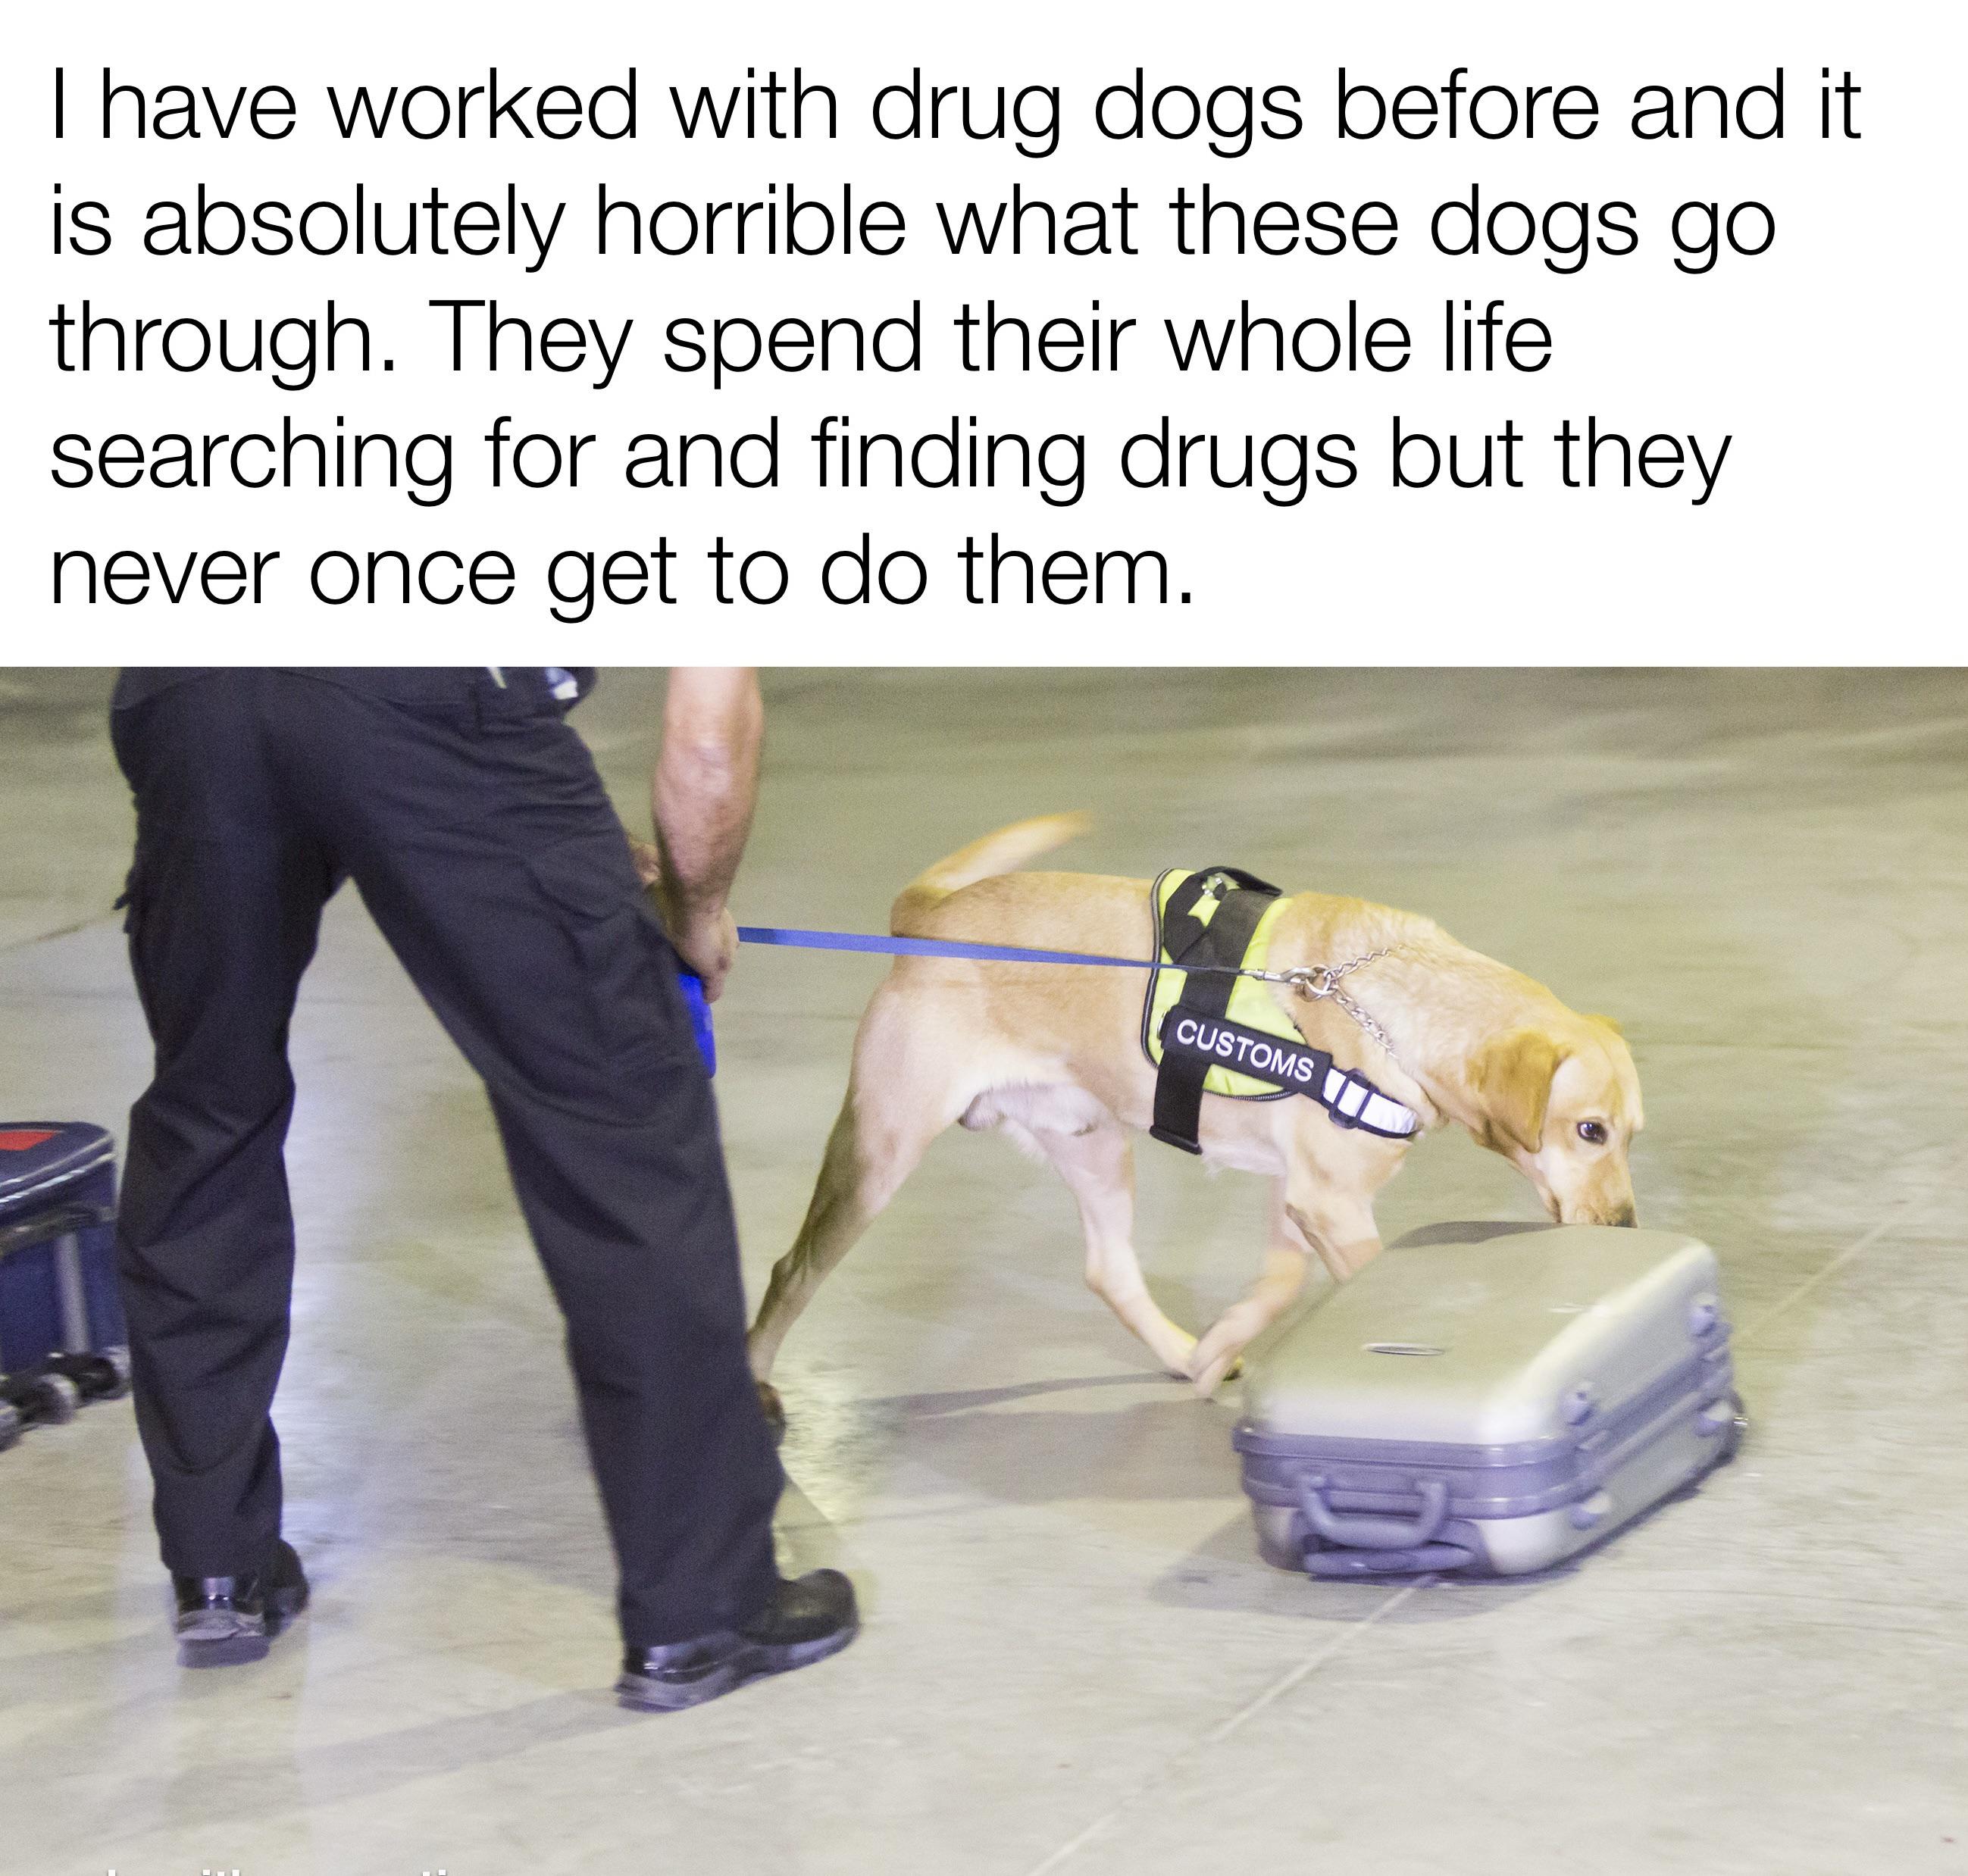 I have worked with drug dogs before and it
is absolutely horrible what these dogs go
through. They spend their whole life
searching for and finding drugs but they
never once get to do them.
CUSTOMS